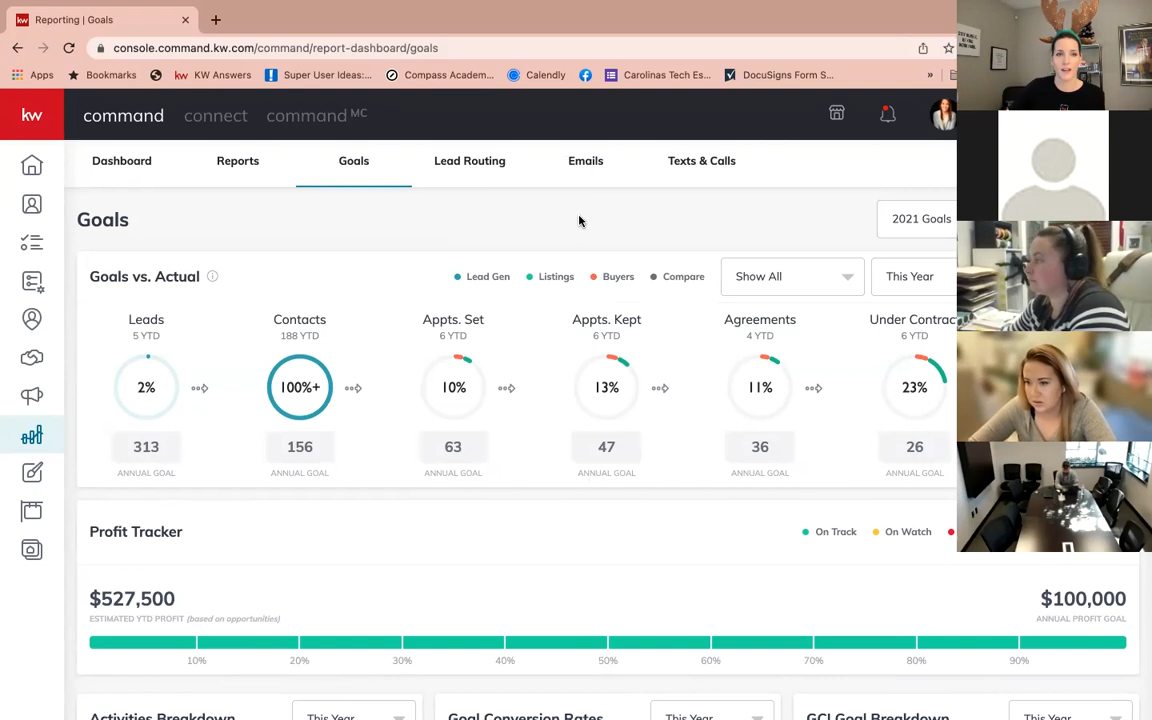 kw Reporting | Goals
console.command.kw.com/command/report-dashboard/goals
Apps Bookmarks kw KW Answers Super User Ideas:... Compass Academ... Calendly Carolinas Tech Es... DocuSigns Form S... »
kw command connect command MC
Dashboard Reports Goals Lead Routing Emails Texts & Calls
Goals 2021 Goals
Goals vs. Actual Lead Gen Listings Buyers Compare Show All This Year
Leads Contacts Appts. Set Appts. Kept Agreements Under Contrac
5 YTD 188 YTD 6 YTD 6 YTD 4 YTD 6 YTD
2% 100%+ 10% 13% 11% 23%
313 156 63 47 36 26
ANNUAL GOAL ANNUAL GOAL ANNUAL GOAL ANNUAL GOAL ANNUAL GOAL ANNUAL GOAL
Profit Tracker On Track On Watch
$527,500 $100,000
ESTIMATED YTD PROFIT (based on opportunities) ANNUAL PROFIT GOAL
10% 20% 30% 40% 50% 60% 70% 80% 90%
Activities Breakdown This Year Goal Conversion Rates This Year GCI Goal Breakdown This Year